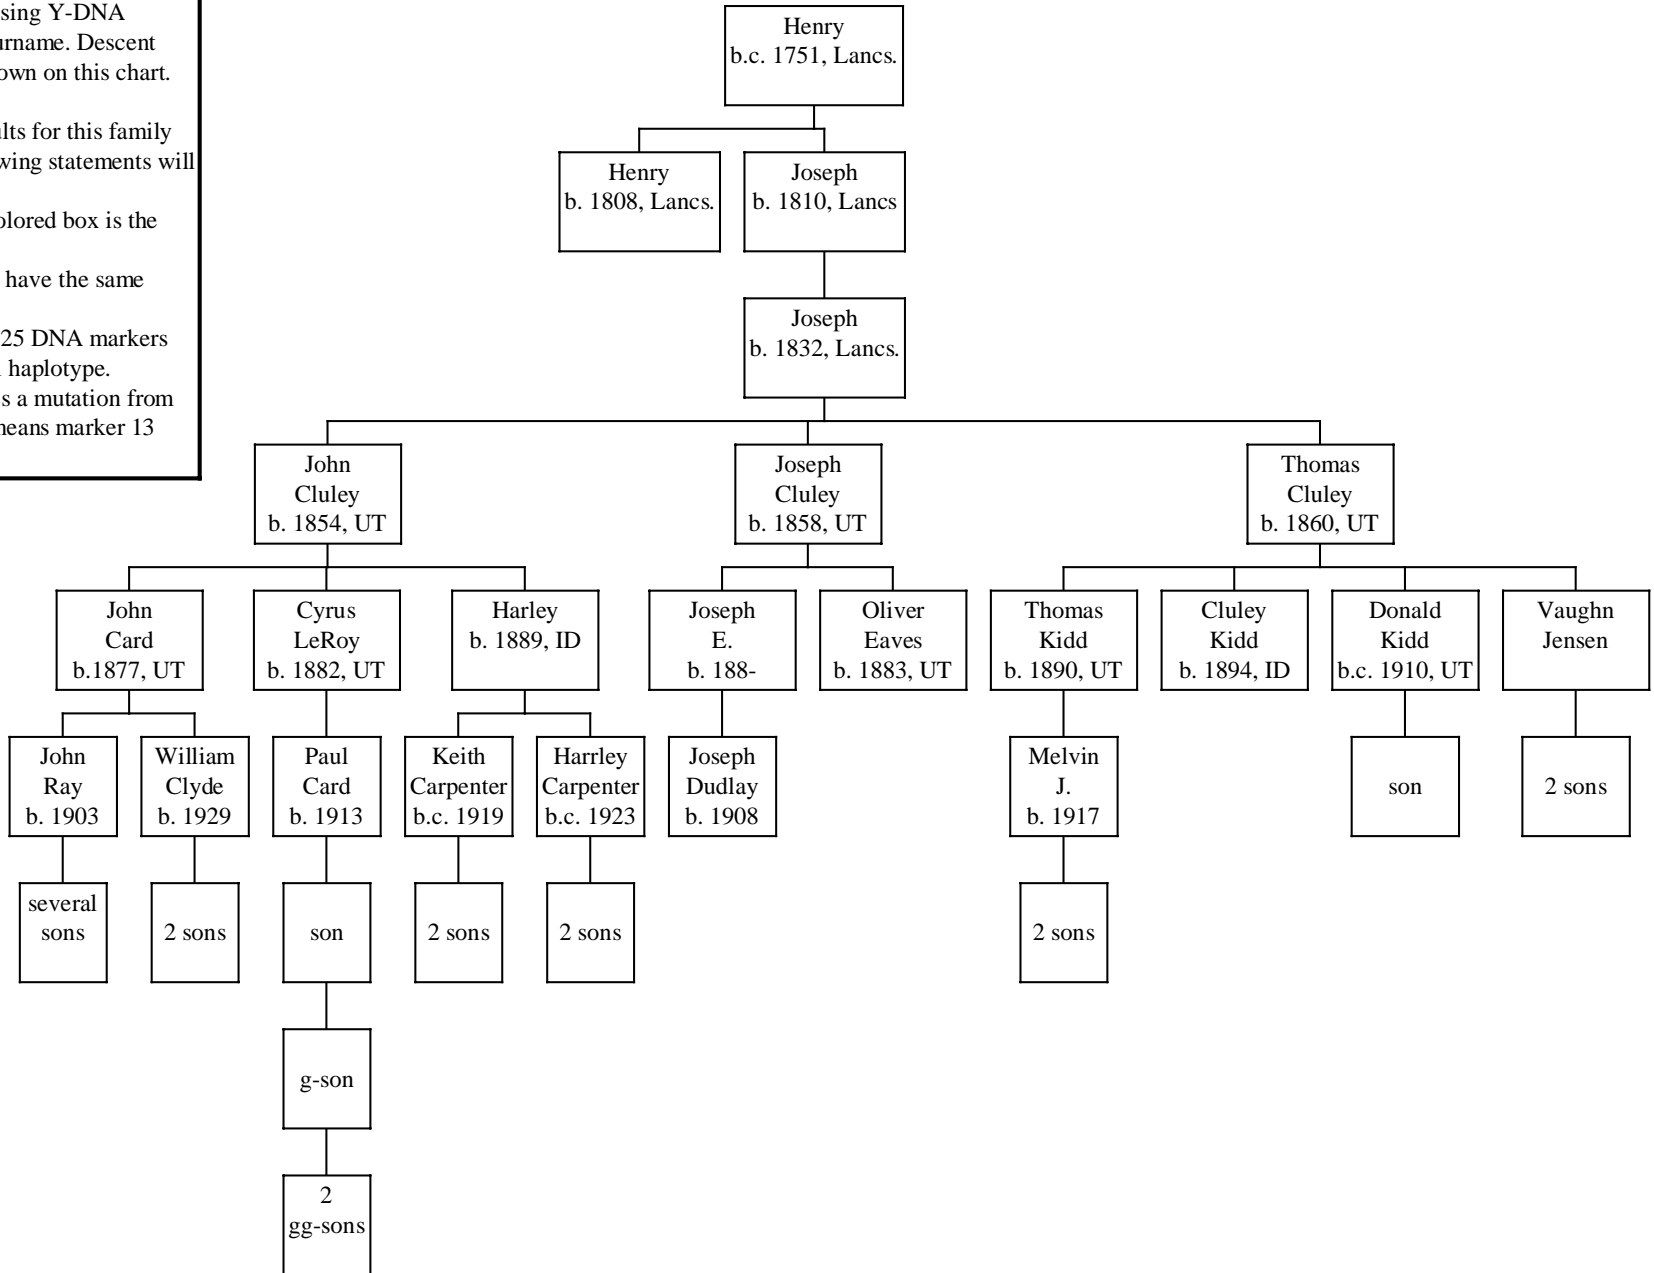 sing Y-DNA
urname. Descent
own on this chart.
ults for this family
wing statements will
olored box is the
have the same
25 DNA markers
haplotype.
s a mutation from
neans marker 13
Henry
b.c. 1751, Lancs.
Henry
b. 1808, Lancs.
Joseph
b. 1810, Lancs
Joseph
b. 1832, Lancs.
John
Cluley
b. 1854, UT
Joseph
Cluley
b. 1858, UT
Thomas
Cluley
b. 1860, UT
John
Card
b.1877, UT
Cyrus
LeRoy
b. 1882, UT
Harley
b. 1889, ID
Joseph
E.
b. 188-
Oliver
Eaves
b. 1883, UT
Thomas
Kidd
b. 1890, UT
Cluley
Kidd
b. 1894, ID
Donald
Kidd
b.c. 1910, UT
Vaughn
Jensen
John
Ray
b. 1903
William
Clyde
b. 1929
Paul
Card
b. 1913
Keith
Carpenter
b.c. 1919
Harrley
Carpenter
b.c. 1923
Joseph
Dudlay
b. 1908
Melvin
J.
b. 1917
son
2 sons
several
sons
2 sons
son
2 sons
2 sons
2 sons
g-son
2
gg-sons